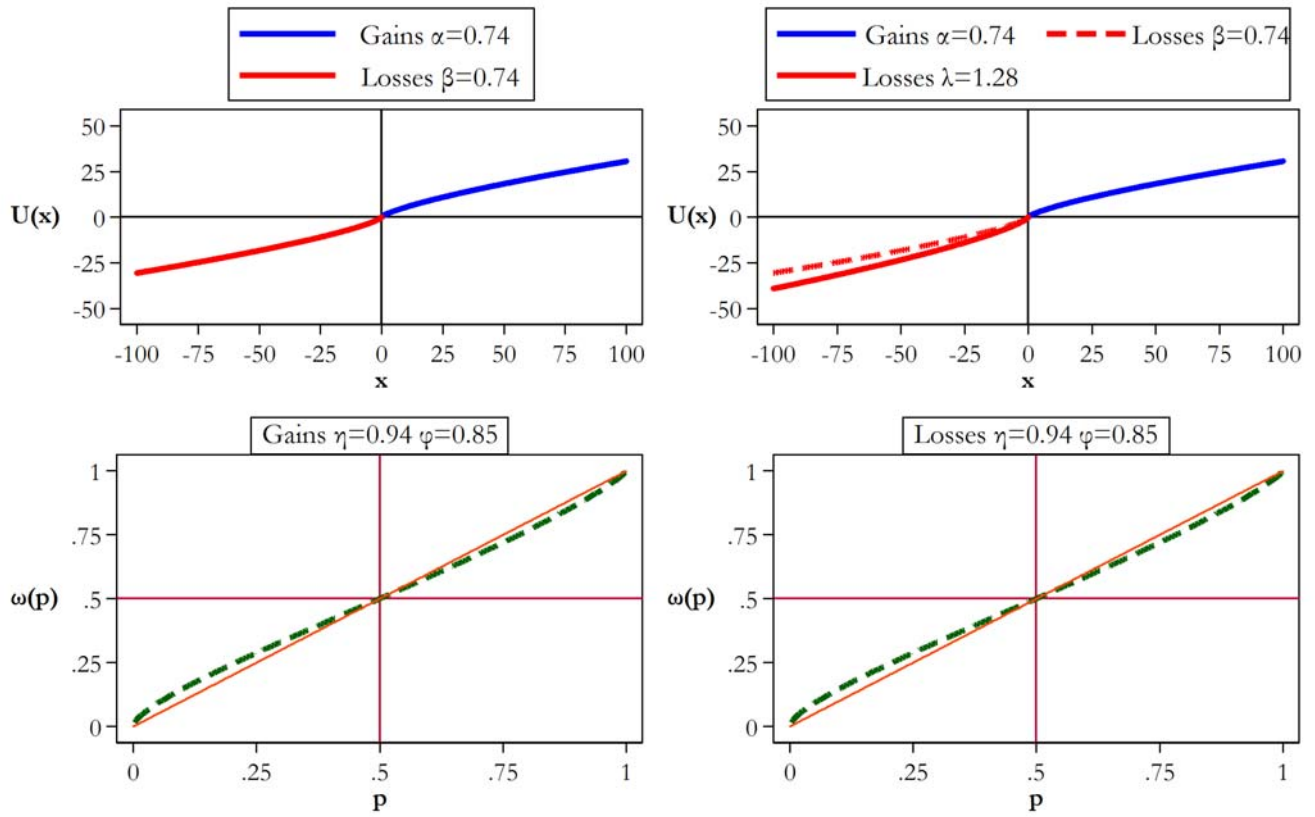 Gains α=0.74
Losses β=0.74
50
25
0
-25
-50
U(x)
-100 -75 -50 -25 0 25 50 75 100
x
Gains α=0.74 Losses β=0.74
Losses λ=1.28
50
25
0
-25
-50
U(x)
-100 -75 -50 -25 0 25 50 75 100
x
Gains η=0.94 φ=0.85
1
.75
.5
.25
0
ω(p)
0 .25 .5 .75 1
p
Losses η=0.94 φ=0.85
1
.75
.5
.25
0
ω(p)
0 .25 .5 .75 1
p